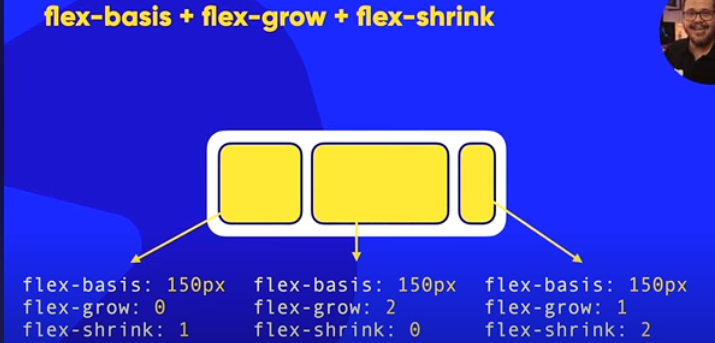 flex-basis + flex-grow + flex-shrink
flex-basis: 150px
flex-grow: 0
flex-shrink: 1
flex-basis: 150px
flex-grow: 2
flex-shrink: 0
flex-basis: 150px
flex-grow: 1
flex-shrink: 2